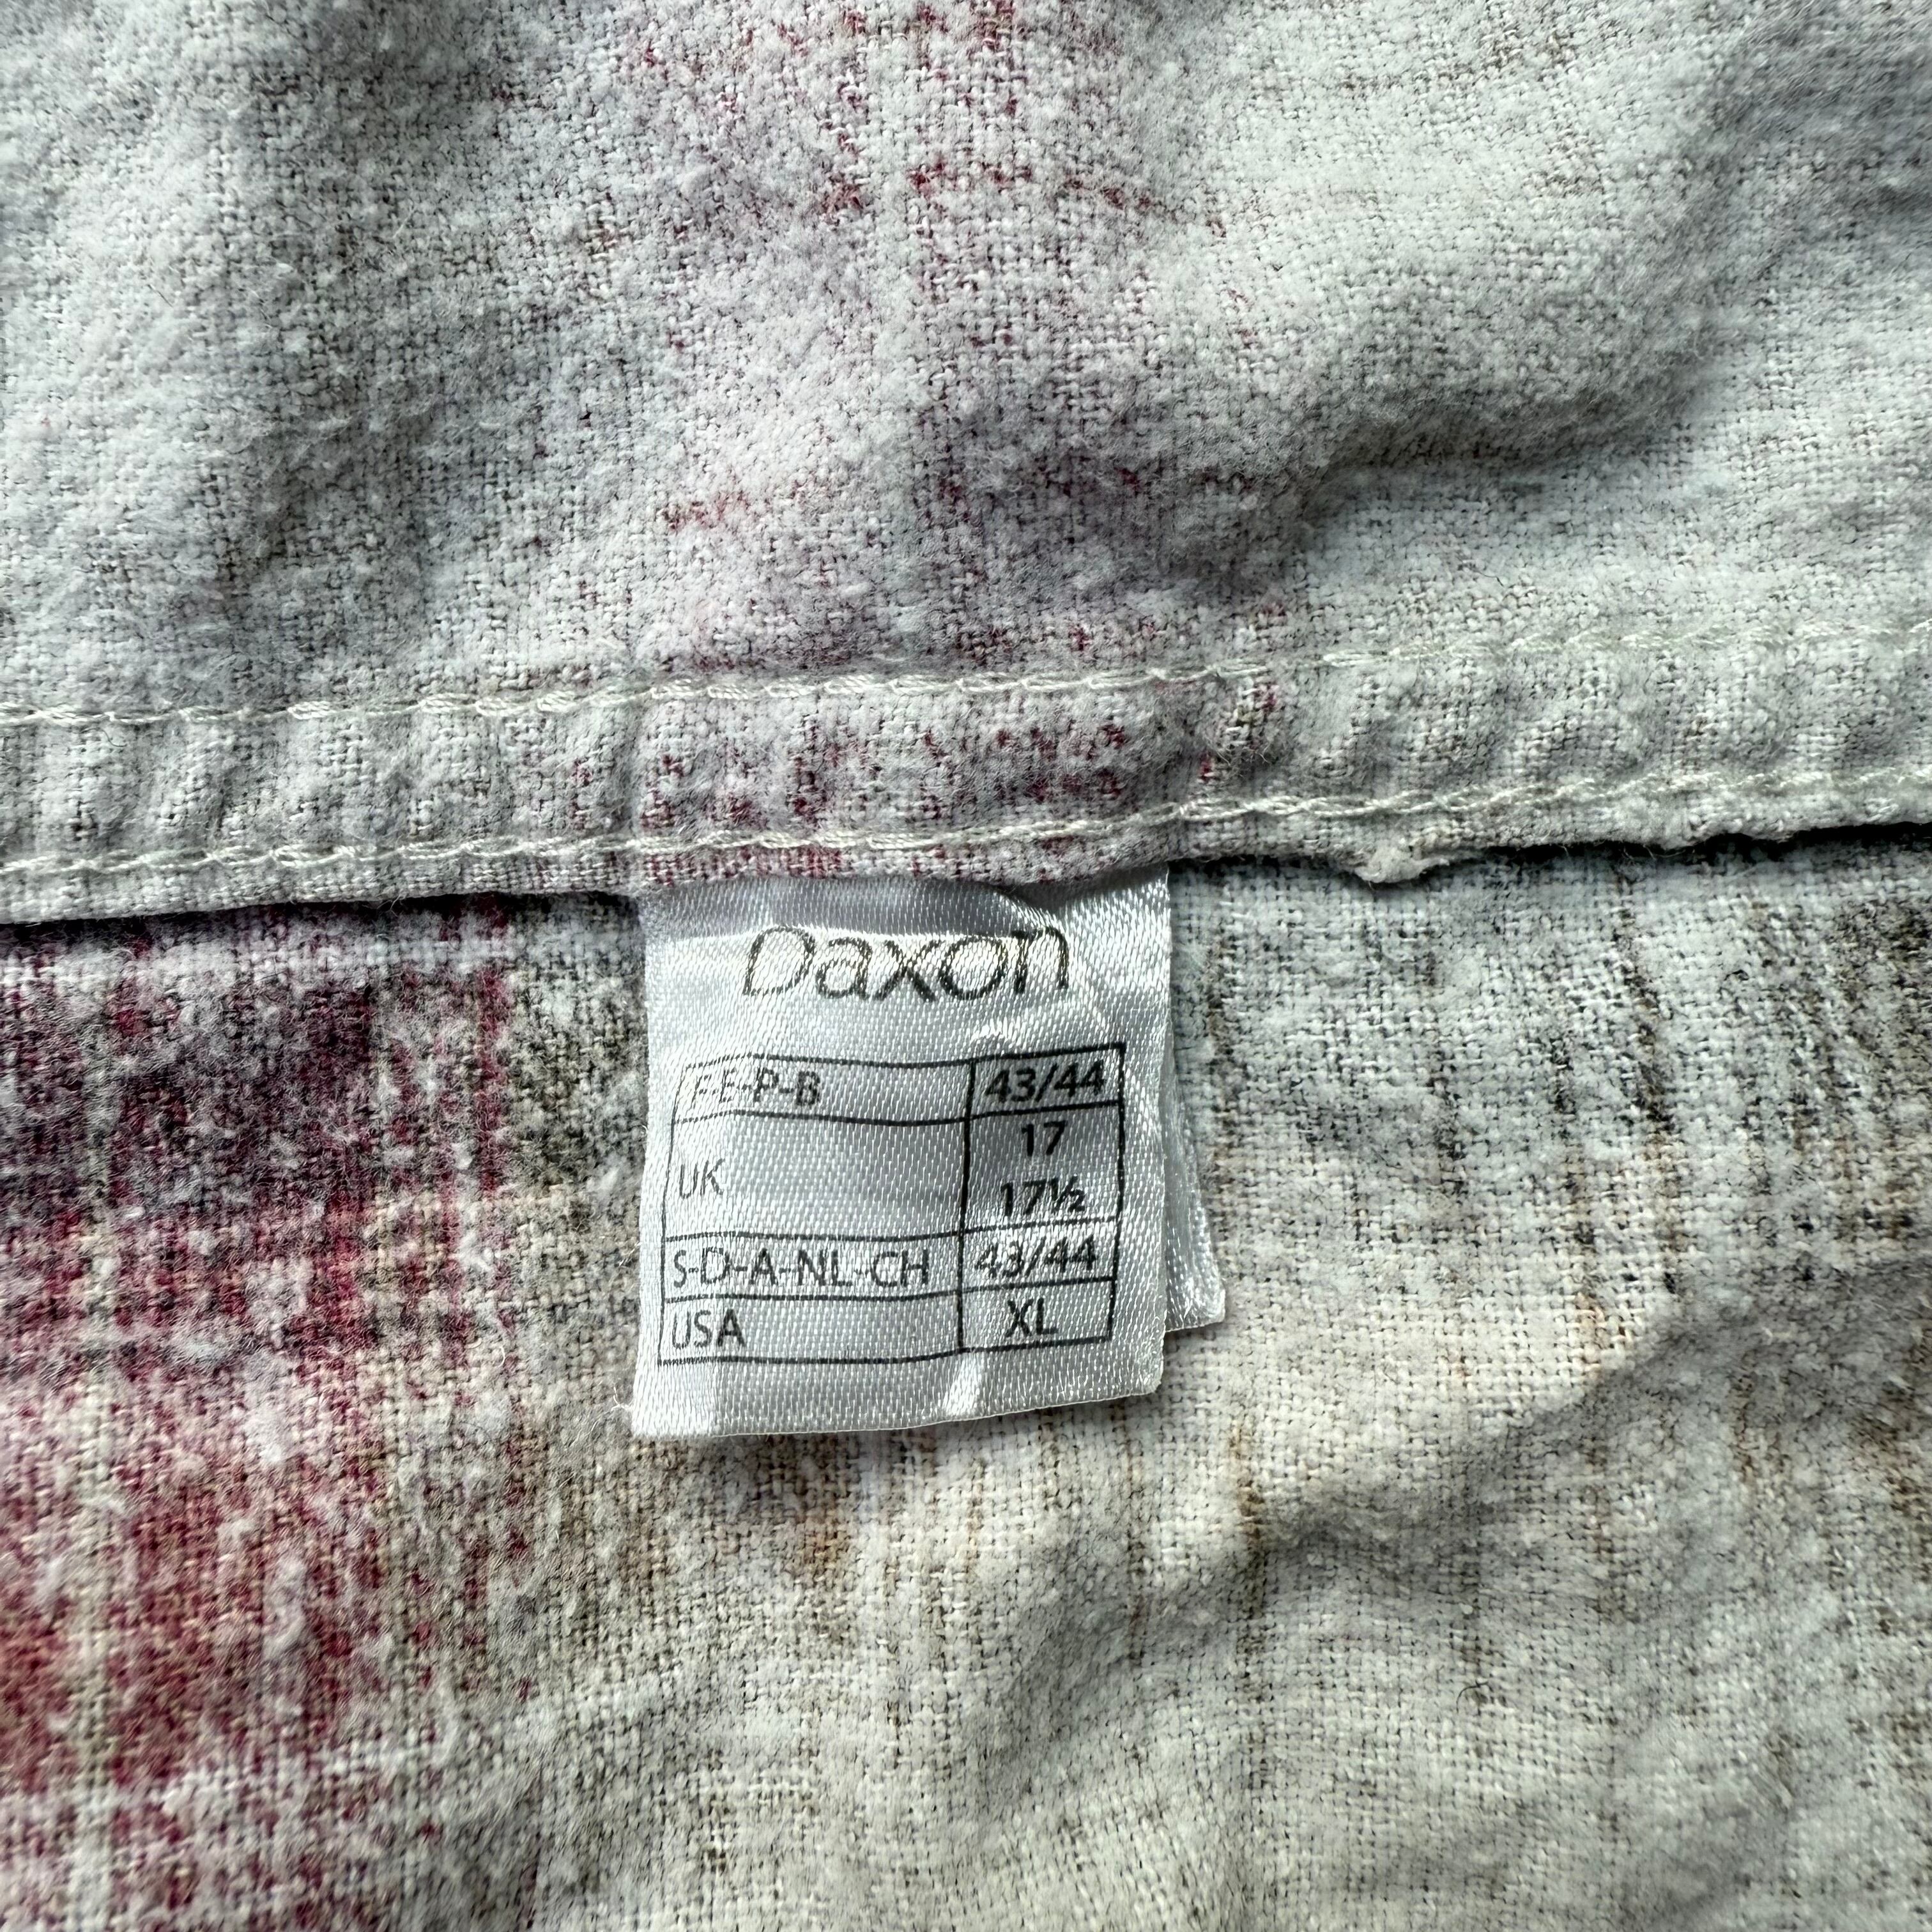 Daxon
F-E-P-B 43/44
UK 17
17½
S-D-A-NL-CH 43/44
USA XL